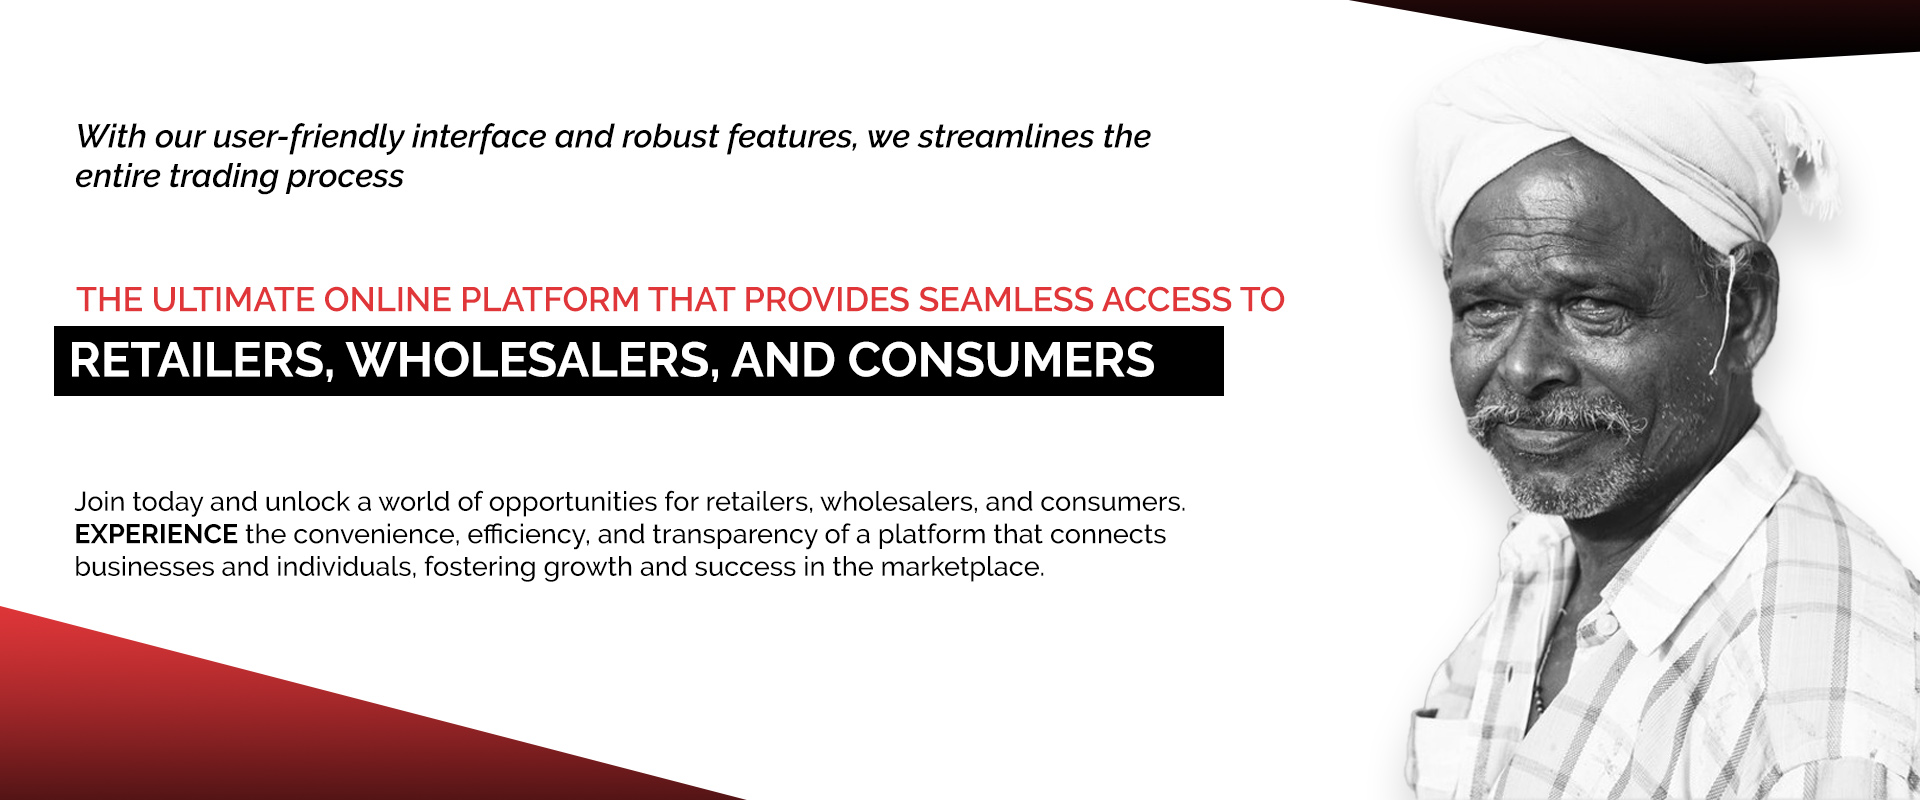 With our user-friendly interface and robust features, we streamlines the
entire trading process
THE ULTIMATE ONLINE PLATFORM THAT PROVIDES SEAMLESS ACCESS TO
RETAILERS, WHOLESALERS, AND CONSUMERS
Join today and unlock a world of opportunities for retailers, wholesalers, and consumers.
EXPERIENCE the convenience, efficiency, and transparency of a platform that connects
businesses and individuals, fostering growth and success in the marketplace.